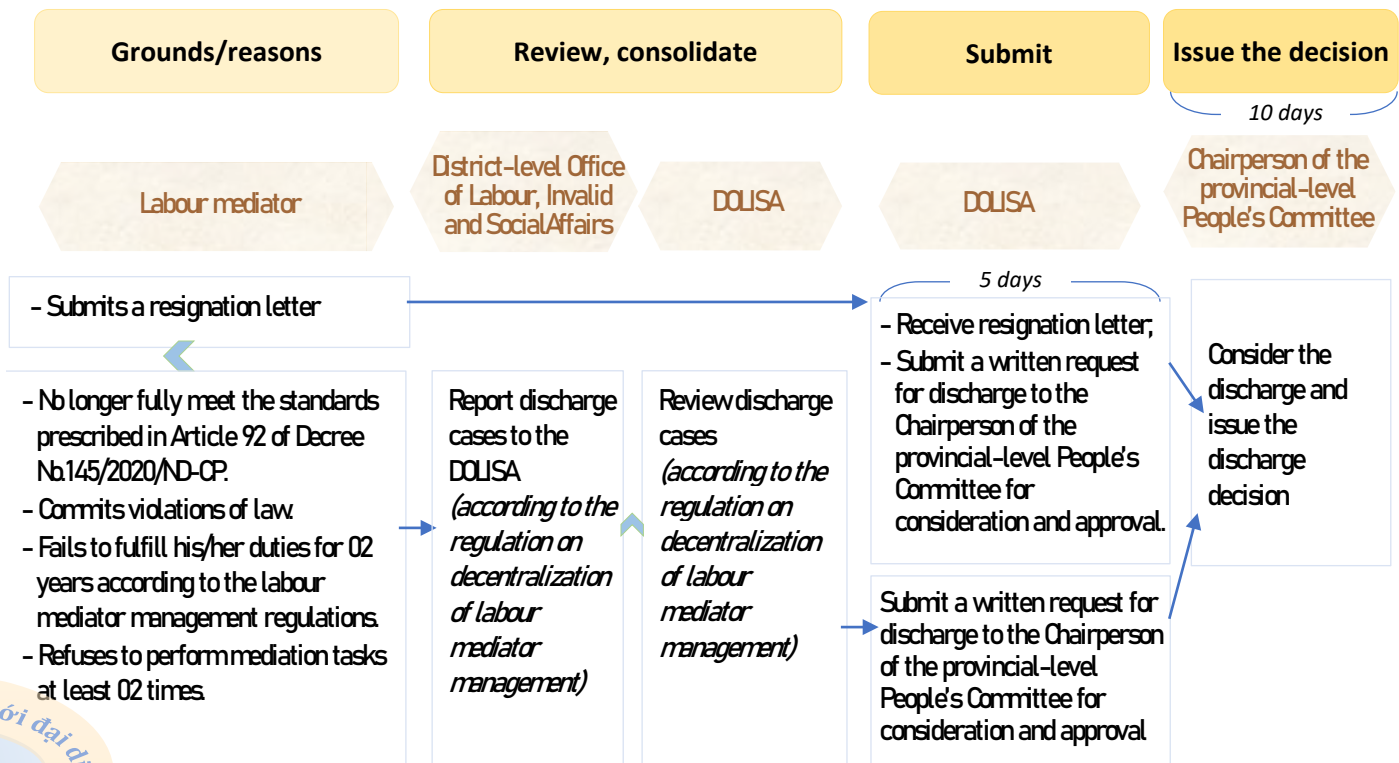 Grounds/reasons
Review, consolidate
Submit
Issue the decision
10 days
Labour mediator
District-level Office
of Labour, Invalid
and Social Affairs
DOLISA
DOLISA
Chairperson of the
provincial-level
People's Committee
- Submits a resignation letter
- No longer fully meet the standards
prescribed in Article 92 of Decree
No.145/2020/ND-CP.
- Commits violations of law.
- Fails to fulfill his/her duties for 02
years according to the labour
mediator management regulations.
- Refuses to perform mediation tasks
at least 02 times.
Report discharge
cases to the
DOLISA
(according to the
regulation on
decentralization
of labour
mediator
management)
Review discharge
cases
(according to the
regulation on
decentralization
of labour
mediator
management)
5 days
- Receive resignation letter;
- Submit a written request
for discharge to the
Chairperson of the
provincial-level People's
Committee for
consideration and approval.
Submit a written request for
discharge to the Chairperson
of the provincial-level
People's Committee for
consideration and approval
Consider the
discharge and
issue the
discharge
decision
ới đại d